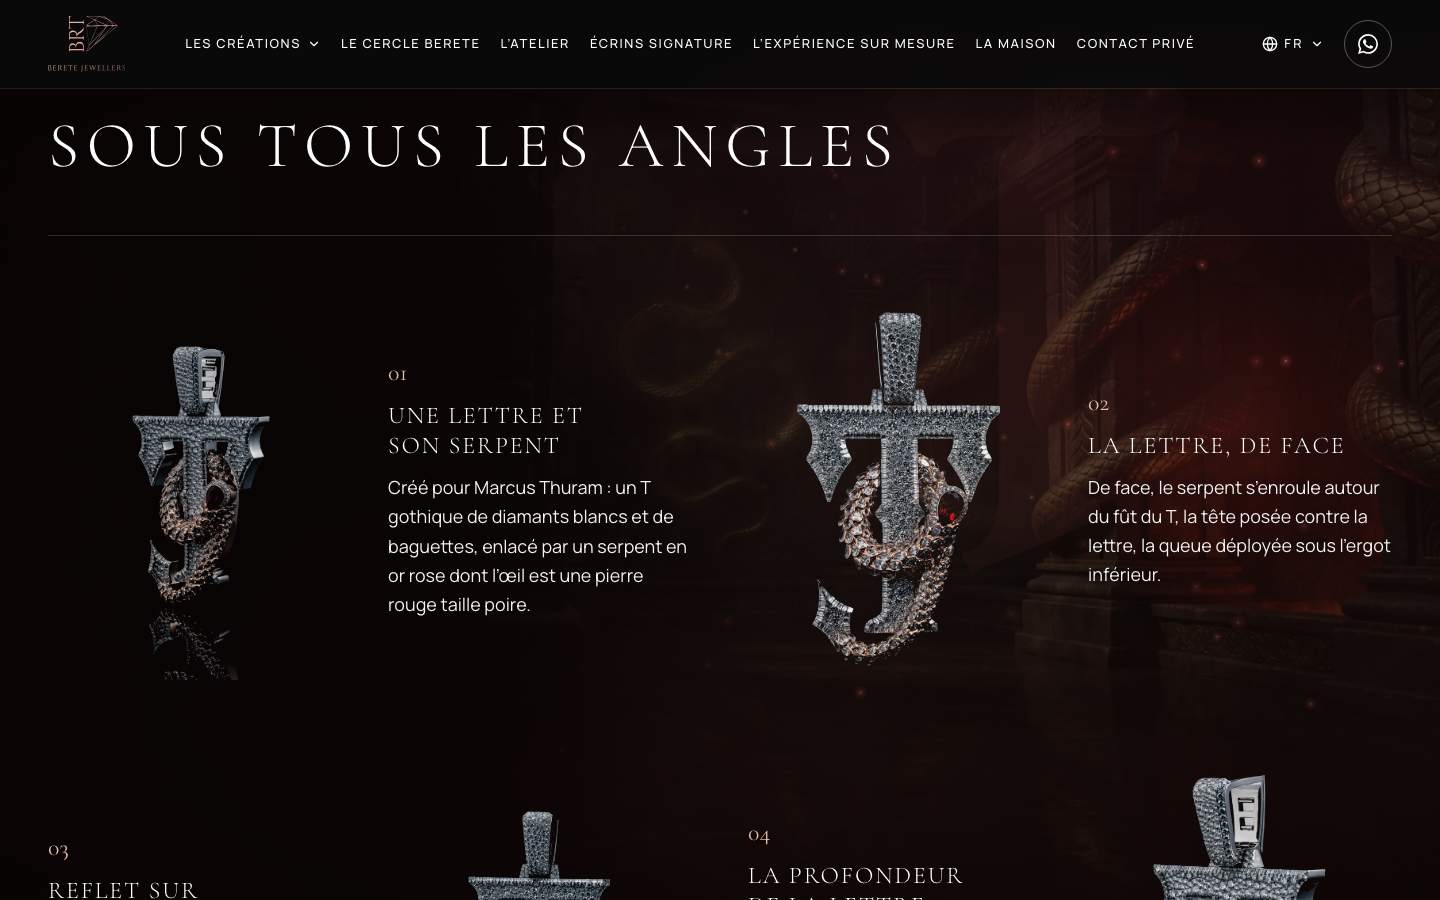 BRT
BERETE JEWELLERS
LES CRÉATIONS
LE CERCLE BERETE
L’ATELIER
ÉCRINS SIGNATURE
L’EXPÉRIENCE SUR MESURE
LA MAISON
CONTACT PRIVÉ
FR
SOUS TOUS LES ANGLES
01
UNE LETTRE ET
SON SERPENT
Créé pour Marcus Thuram : un T
gothique de diamants blancs et de
baguettes, enlacé par un serpent en
or rose dont l’œil est une pierre
rouge taille poire.
02
LA LETTRE, DE FACE
De face, le serpent s’enroule autour
du fût du T, la tête posée contre la
lettre, la queue déployée sous l’ergot
inférieur.
03
REFLET SUR
04
LA PROFONDEUR
DE LA LETTRE